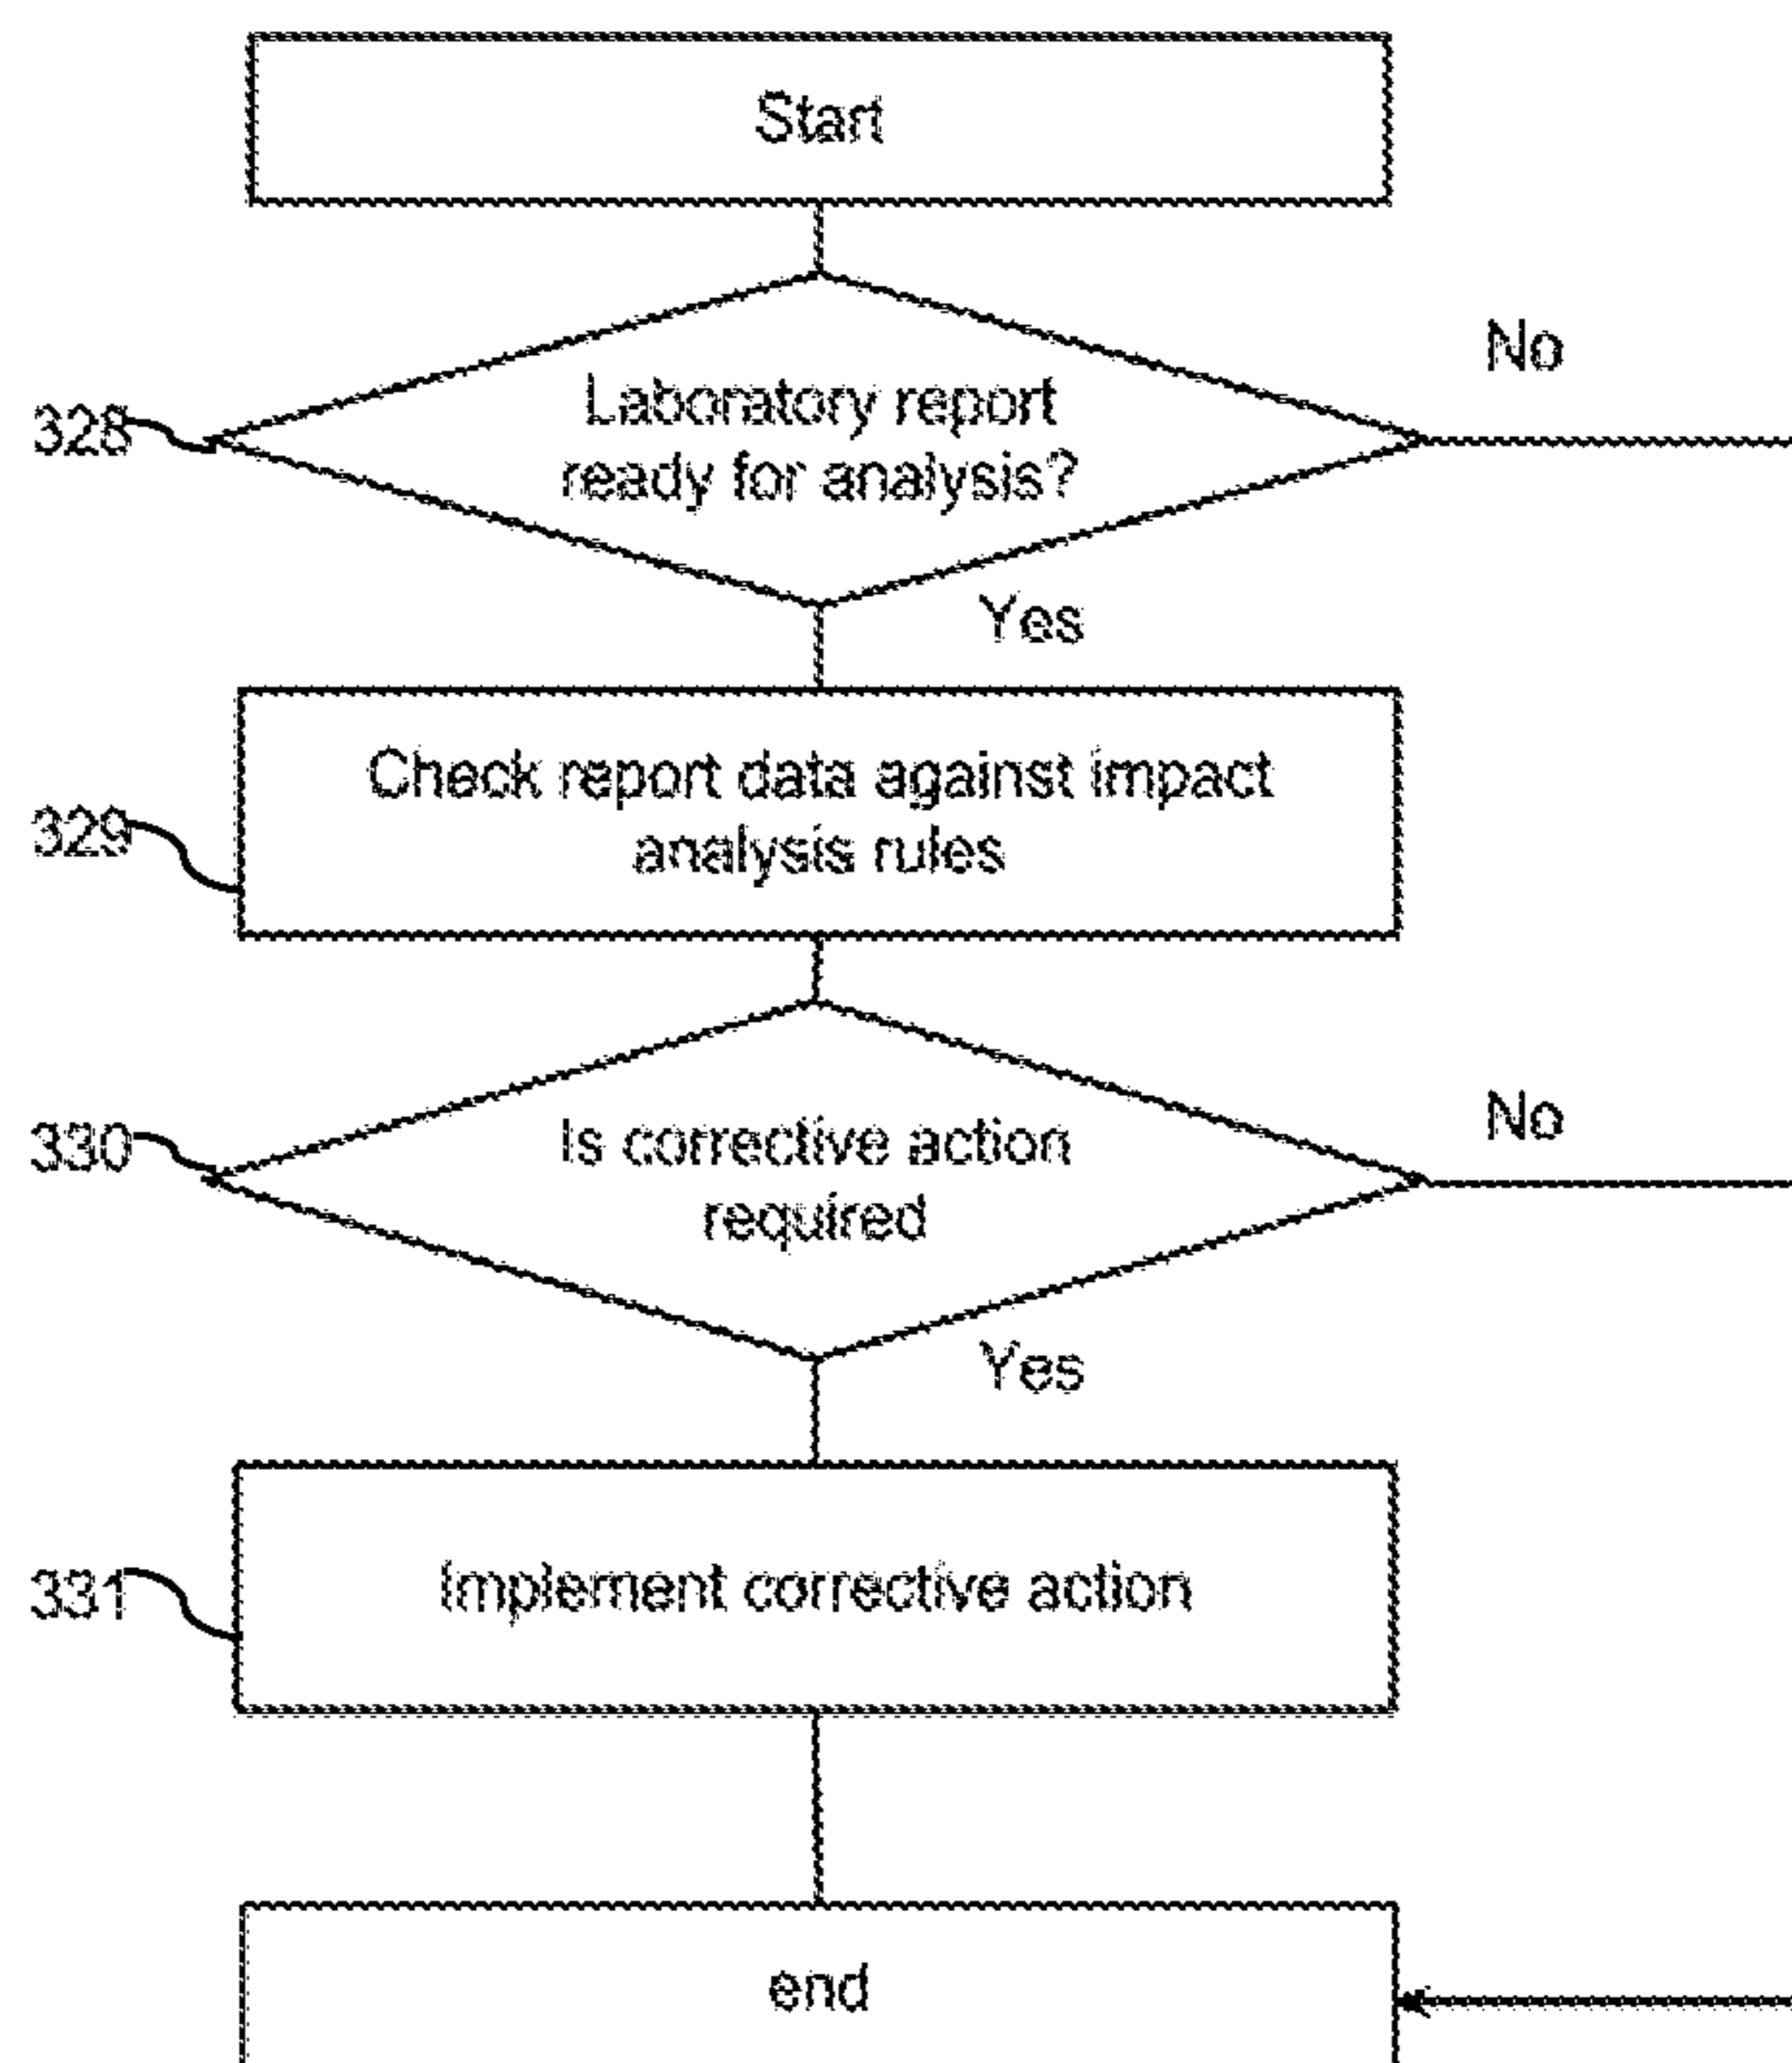 Start
No
328
Laboratory report
ready for analysis?
Yes
Check report data against impact
analysis rules
329
No
330
Is corrective action
required
Yes
Implement corrective action
331
end